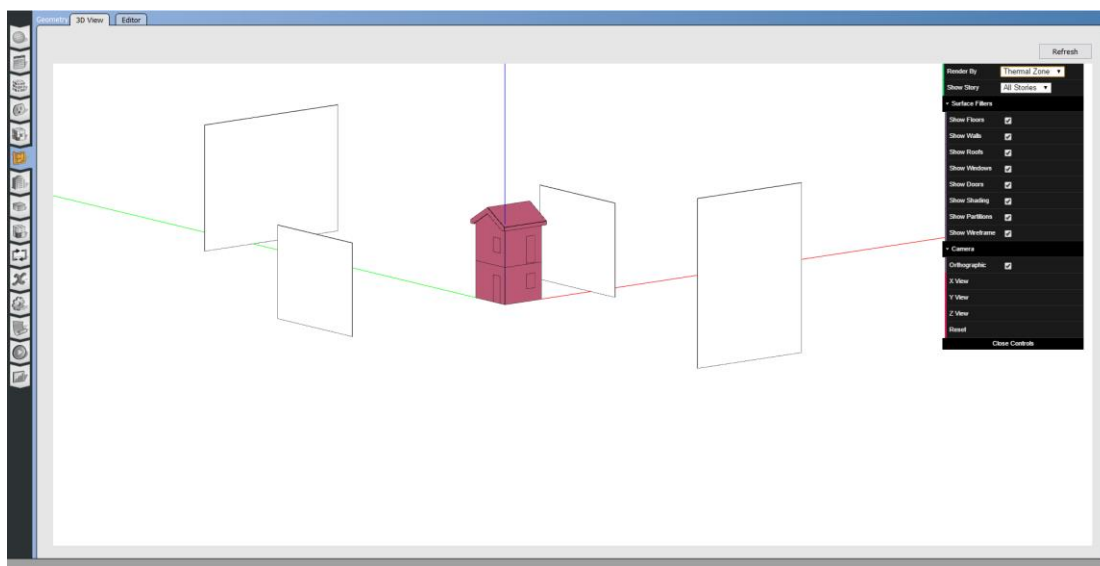 Geometry 3D View Editor
Refresh
Render By Thermal Zone
Show Story All Stories
Surface Filters
Show Floors
Show Walls
Show Roofs
Show Windows
Show Doors
Show Shading
Show Partitions
Show Wireframe
Camera
Orthographic
X View
Y View
Z View
Reset
Close Controls